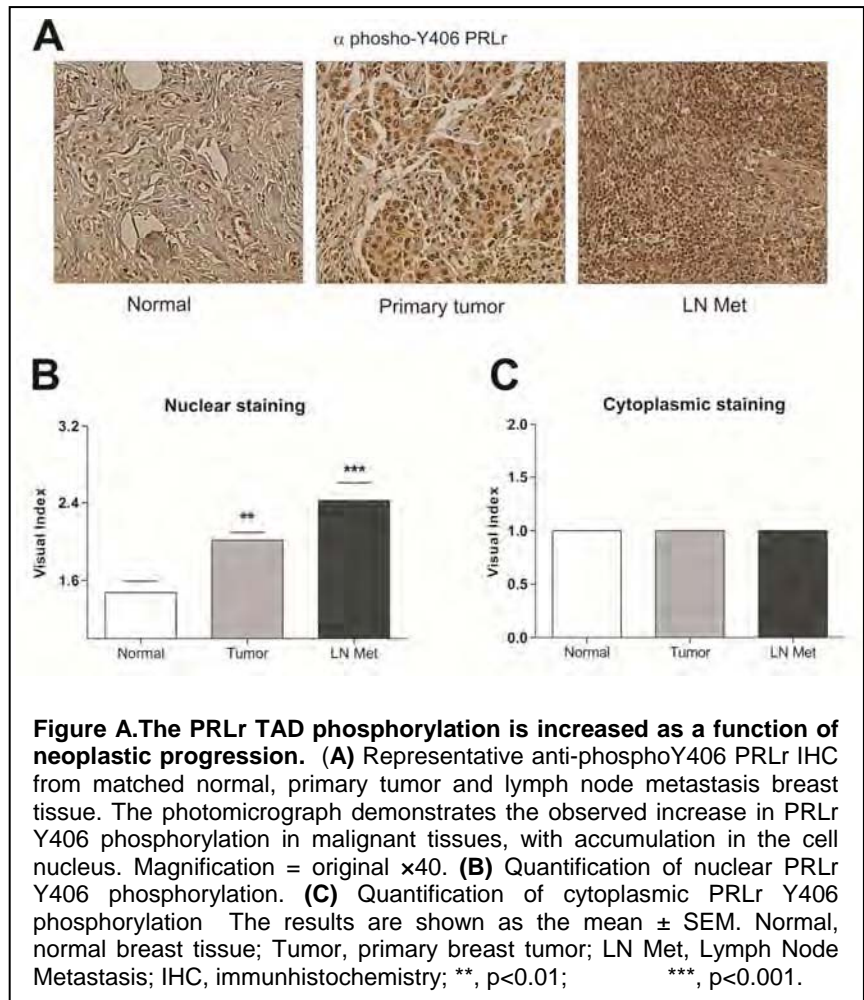 A
α phosho-Y406 PRLr
Normal
Primary tumor
LN Met
B
Nuclear staining
3.2
2.4
1.6
Visual Index
**
***
Normal
Tumor
LN Met
C
Cytoplasmic staining
2.0
1.5
1.0
0.5
0.0
Visual Index
Normal
Tumor
LN Met
Figure A.The PRLr TAD phosphorylation is increased as a function of
neoplastic progression. (A) Representative anti-phosphoY406 PRLr IHC
from matched normal, primary tumor and lymph node metastasis breast
tissue. The photomicrograph demonstrates the observed increase in PRLr
Y406 phosphorylation in malignant tissues, with accumulation in the cell
nucleus. Magnification = original ×40. (B) Quantification of nuclear PRLr
Y406 phosphorylation. (C) Quantification of cytoplasmic PRLr Y406
phosphorylation The results are shown as the mean ± SEM. Normal,
normal breast tissue; Tumor, primary breast tumor; LN Met, Lymph Node
Metastasis; IHC, immunhistochemistry; **, p<0.01; ***, p<0.001.